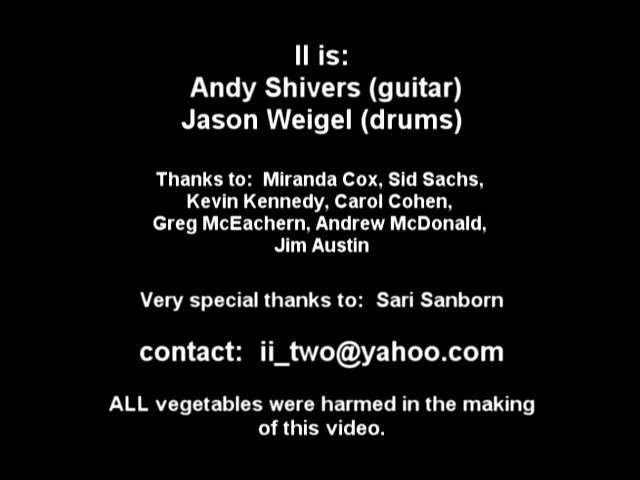 II is:
Andy Shivers (guitar)
Jason Weigel (drums)
Thanks to: Miranda Cox, Sid Sachs,
Kevin Kennedy, Carol Cohen,
Greg McEachern, Andrew McDonald,
Jim Austin
Very special thanks to: Sari Sanborn
contact: ii_two@yahoo.com
ALL vegetables were harmed in the making
of this video.